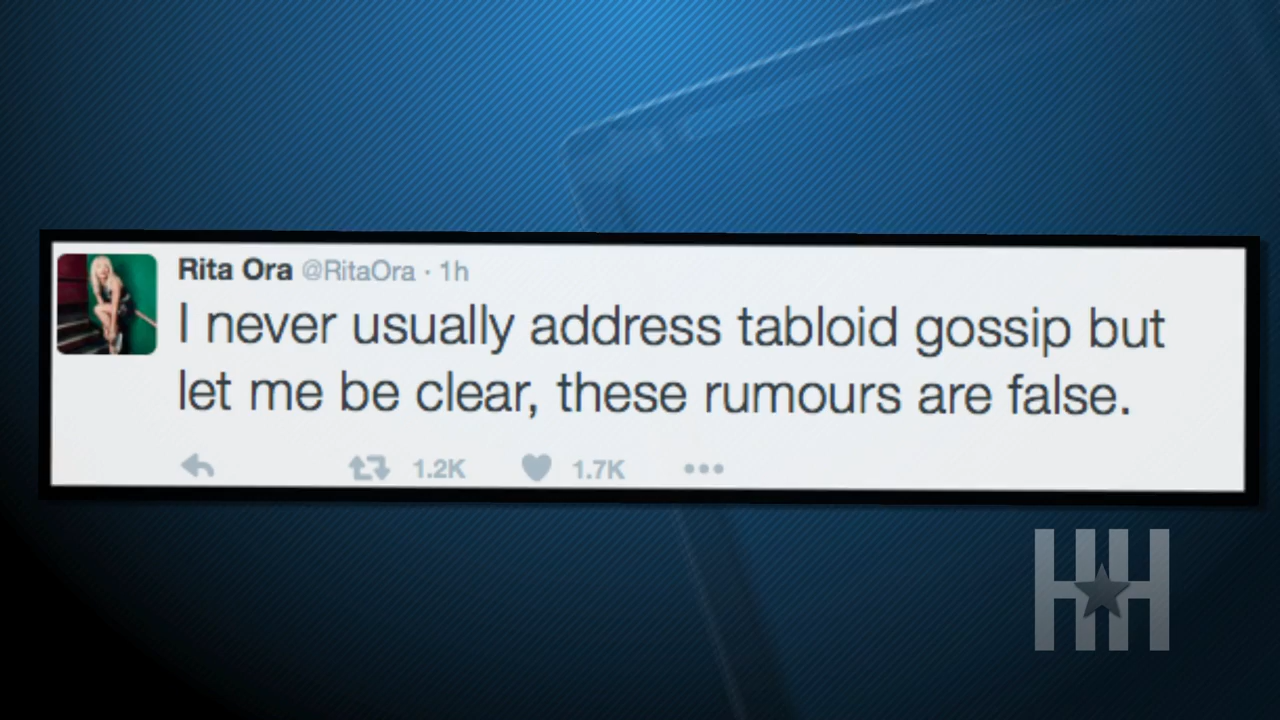 Rita Ora @RitaOra · 1h
I never usually address tabloid gossip but
let me be clear, these rumours are false.
1.2K 1.7K
HH